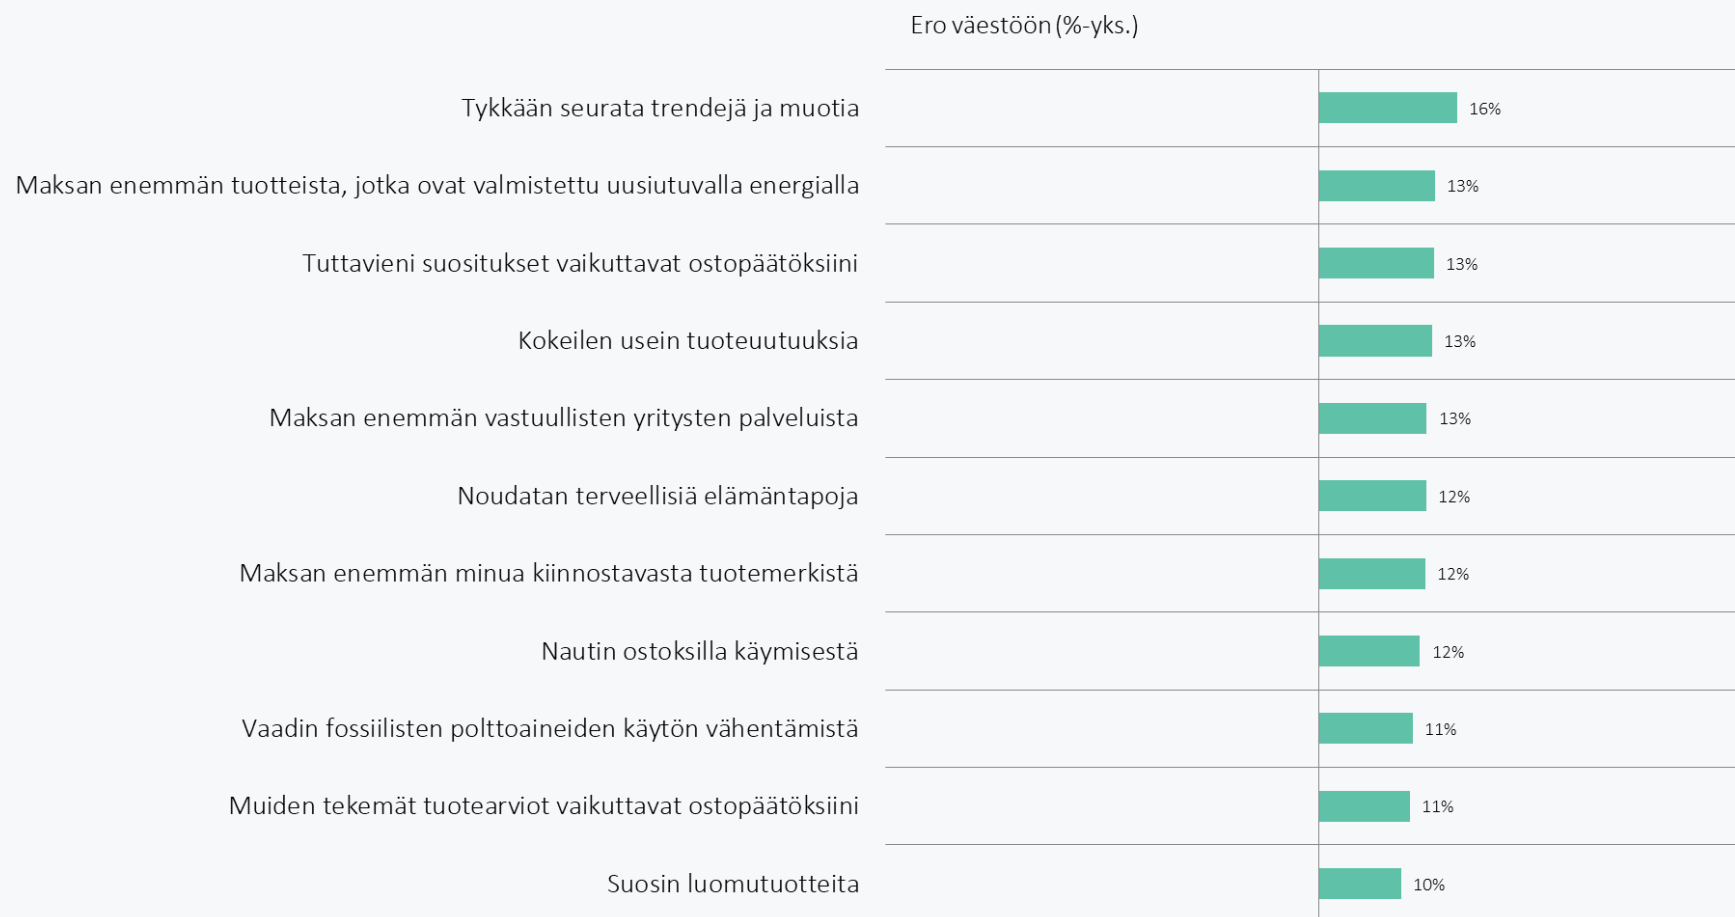 Ero väestöön (%-yks.)
Tykkään seurata trendejä ja muotia 16%
Maksan enemmän tuotteista, jotka ovat valmistettu uusiutuvalla energialla 13%
Tuttavieni suositukset vaikuttavat ostopäätöksiini 13%
Kokeilen usein tuoteuutuuksia 13%
Maksan enemmän vastuullisten yritysten palveluista 13%
Noudatan terveellisiä elämäntapoja 12%
Maksan enemmän minua kiinnostavasta tuotemerkistä 12%
Nautin ostoksilla käymisestä 12%
Vaadin fossiilisten polttoaineiden käytön vähentämistä 11%
Muiden tekemät tuotearviot vaikuttavat ostopäätöksiini 11%
Suosin luomutuotteita 10%